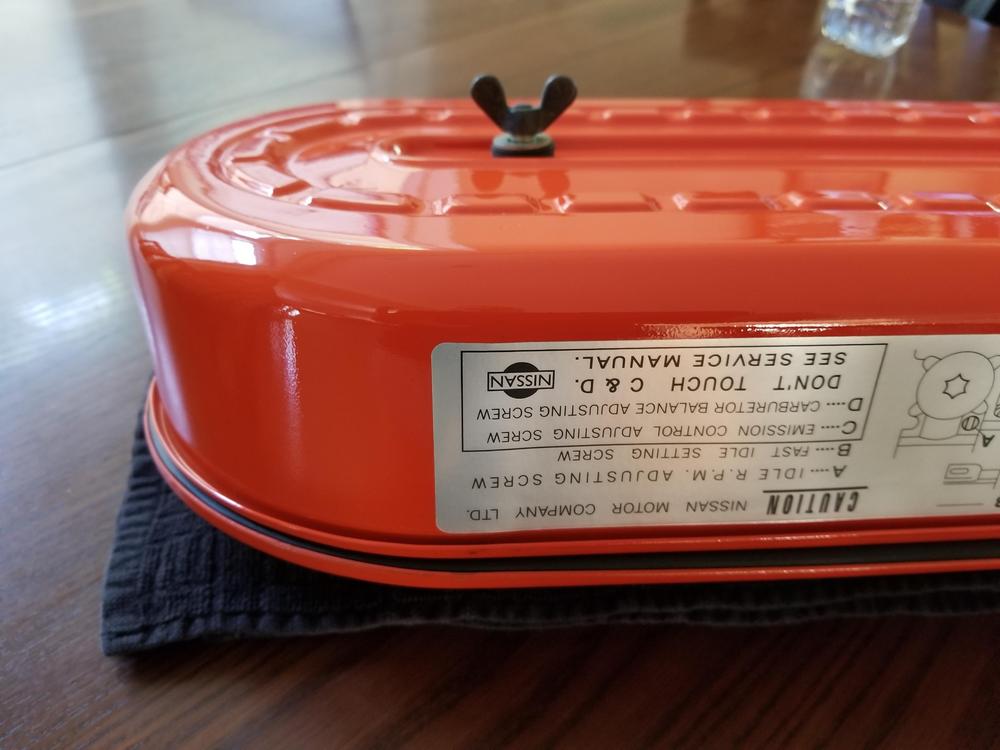 CAUTION NISSAN MOTOR COMPANY LTD.
A ···· IDLE R.P.M. ADJUSTING SCREW
B ···· FAST IDLE SETTING SCREW
C ···· EMISSION CONTROL ADJUSTING SCREW
D ···· CARBURETOR BALANCE ADJUSTING SCREW
DON'T TOUCH C & D.
SEE SERVICE MANUAL.
NISSAN
A